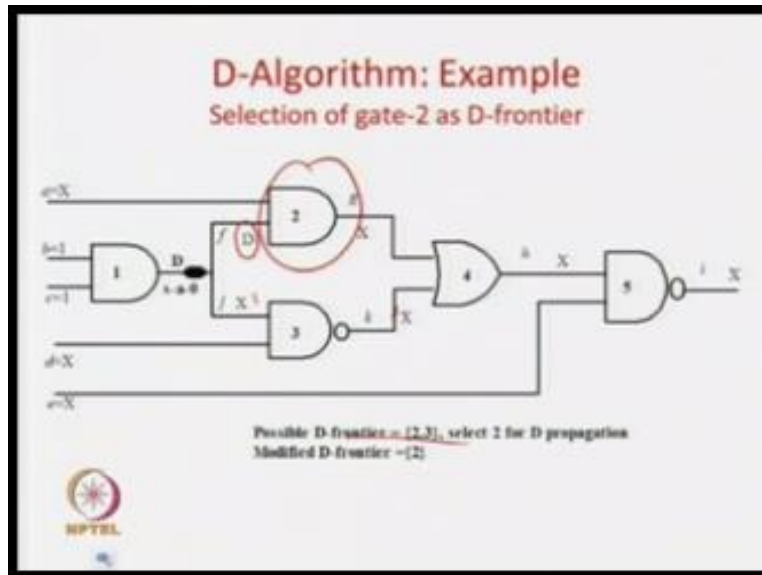 D-Algorithm: Example
Selection of gate-2 as D-frontier
a=X
b=1
c=1
d=X
e=X
1
D
s-a-0
f D
f X
2
g
X
3
X
4
h X
5
i X
Possible D-frontier = {2,3}, select 2 for D propagation
Modified D-frontier ={2}
NPTEL